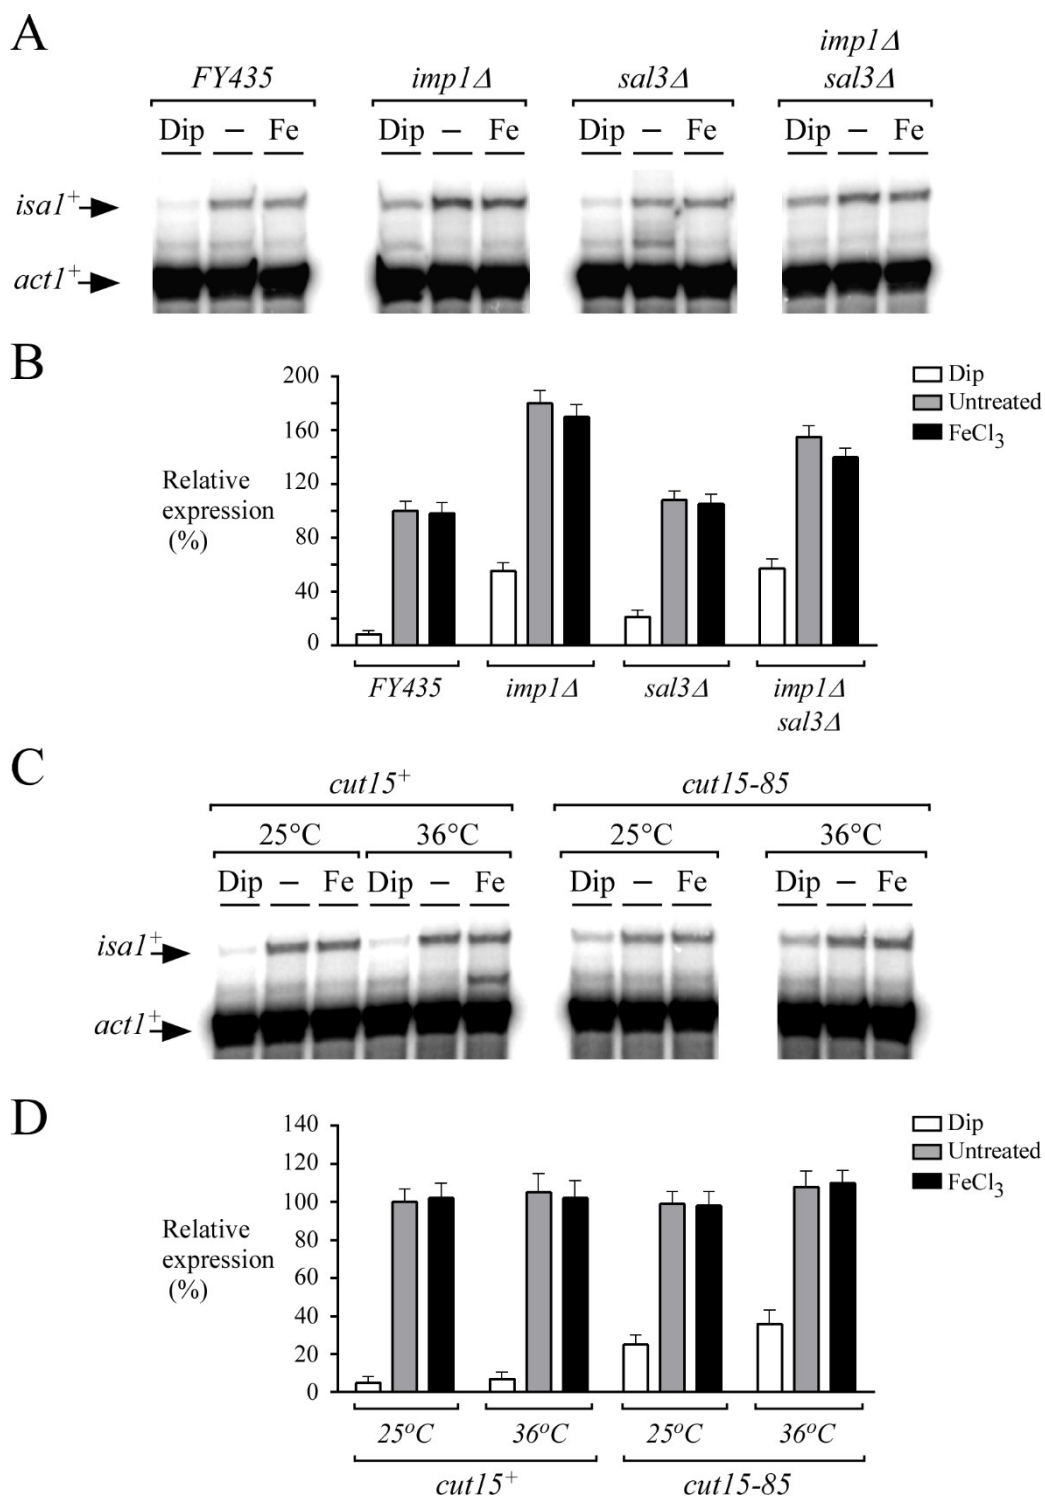 A
FY435 imp1Δ sal3Δ imp1Δ
sal3Δ
Dip – Fe Dip – Fe Dip – Fe Dip – Fe
isa1⁺
act1⁺
B
200
160
120
80
40
0
Relative
expression
(%)
Dip
Untreated
FeCl₃
FY435 imp1Δ sal3Δ imp1Δ
sal3Δ
C
cut15⁺ cut15-85
25°C 36°C 25°C 36°C
Dip – Fe Dip – Fe Dip – Fe Dip – Fe
isa1⁺
act1⁺
D
140
120
100
80
60
40
20
0
Relative
expression
(%)
Dip
Untreated
FeCl₃
25°C 36°C 25°C 36°C
cut15⁺ cut15-85